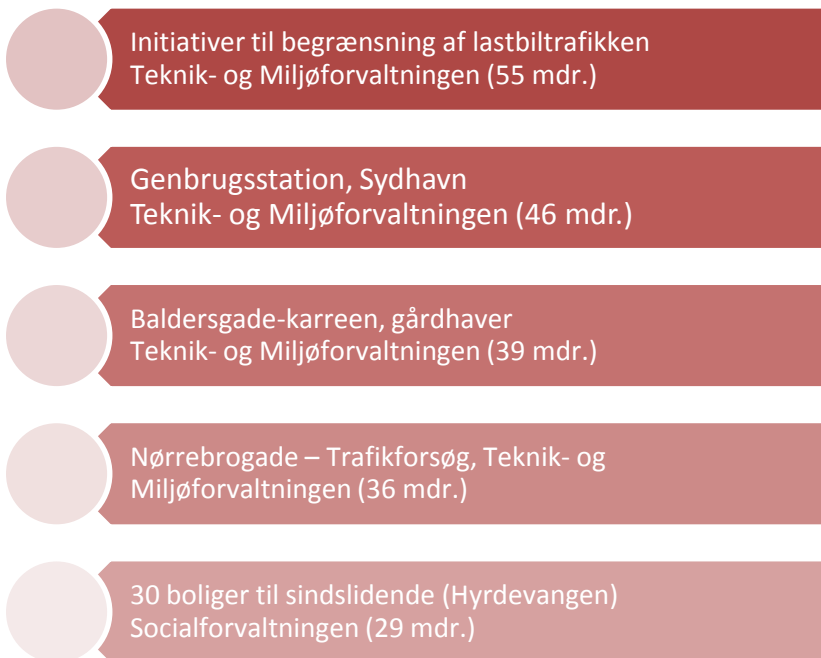 Initiativer til begrænsning af lastbiltrafikken
Teknik- og Miljøforvaltningen (55 mdr.)
Genbrugsstation, Sydhavn
Teknik- og Miljøforvaltningen (46 mdr.)
Baldersgade-karreen, gårdhaver
Teknik- og Miljøforvaltningen (39 mdr.)
Nørrebrogade – Trafikforsøg, Teknik- og
Miljøforvaltningen (36 mdr.)
30 boliger til sindslidende (Hyrdevangen)
Socialforvaltningen (29 mdr.)